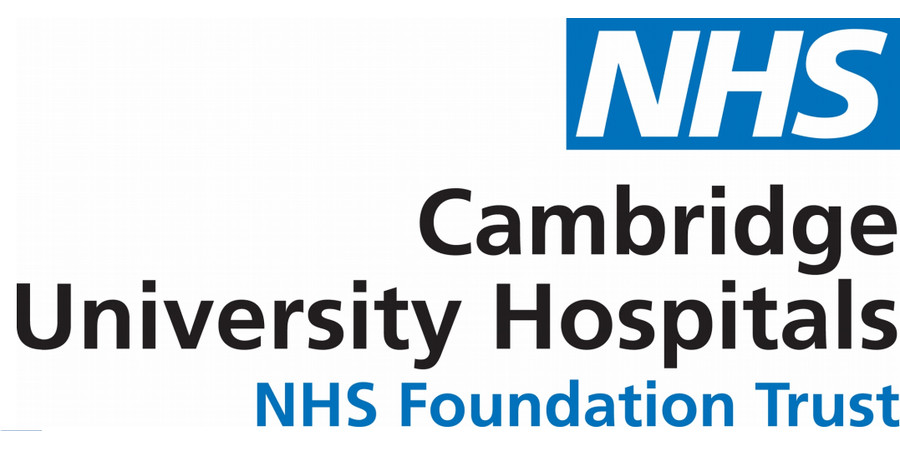 NHS
Cambridge
University Hospitals
NHS Foundation Trust